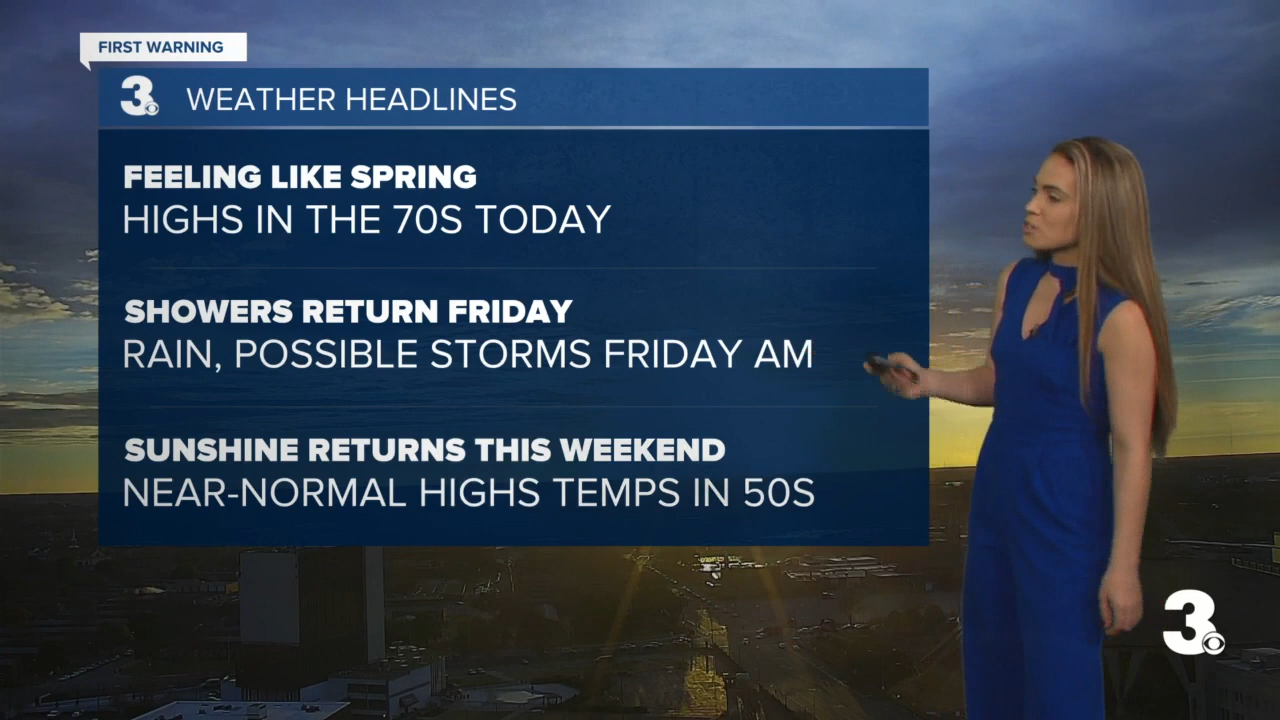 FIRST WARNING
3 WEATHER HEADLINES
FEELING LIKE SPRING
HIGHS IN THE 70S TODAY
SHOWERS RETURN FRIDAY
RAIN, POSSIBLE STORMS FRIDAY AM
SUNSHINE RETURNS THIS WEEKEND
NEAR-NORMAL HIGHS TEMPS IN 50S
3